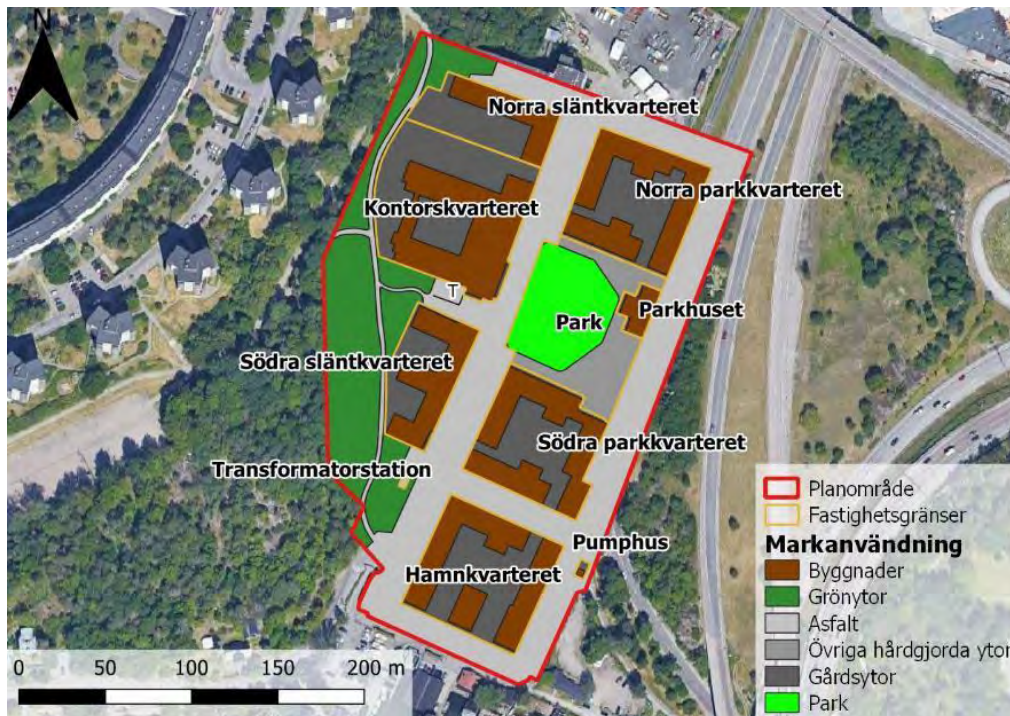 N
Norra släntkvarteret
Norra parkkvarteret
Kontorskvarteret
T
Parkhuset
Park
Södra släntkvarteret
Södra parkkvarteret
Transformatorstation
Pumphus
Hamnkvarteret
Planområde
Fastighetsgränser
Markanvändning
Byggnader
Grönytor
Asfalt
Övriga hårdgjorda ytor
Gårdsytor
Park
0 50 100 150 200 m